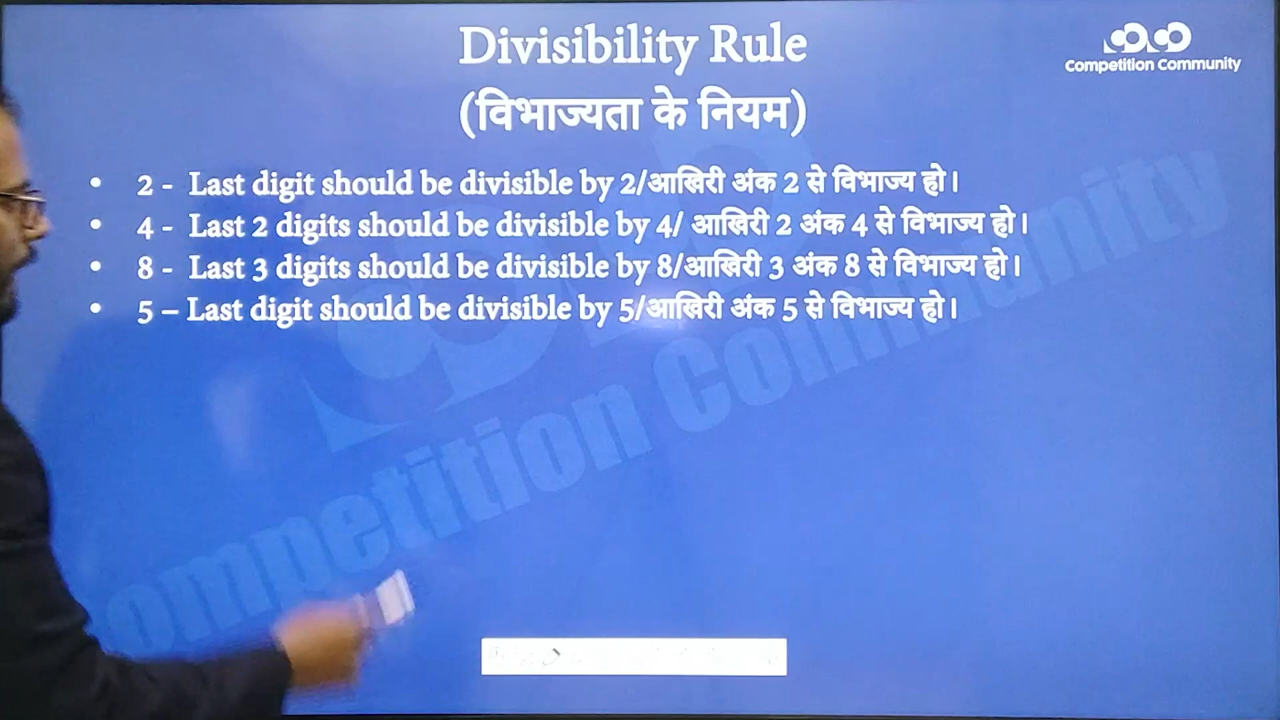 Divisibility Rule
Competition Community
(विभाज्यता के नियम)
• 2 - Last digit should be divisible by 2/आखिरी अंक 2 से विभाज्य हो।
• 4 - Last 2 digits should be divisible by 4/ आखिरी 2 अंक 4 से विभाज्य हो।
• 8 - Last 3 digits should be divisible by 8/आखिरी 3 अंक 8 से विभाज्य हो।
• 5 – Last digit should be divisible by 5/आखिरी अंक 5 से विभाज्य हो।
Competition Community